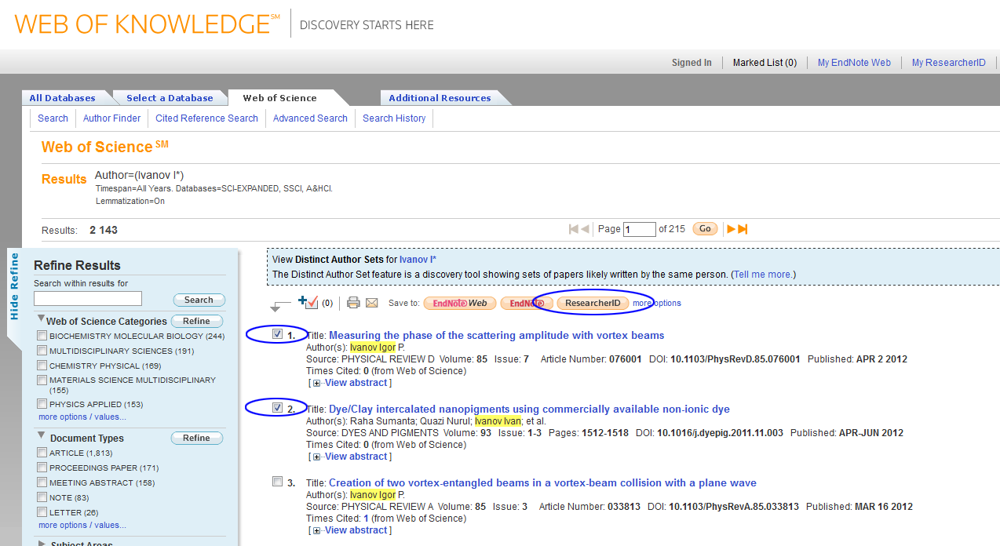 WEB OF KNOWLEDGE SM DISCOVERY STARTS HERE
Signed In Marked List (0) My EndNote Web My ResearcherID
All Databases Select a Database Web of Science Additional Resources
Search Author Finder Cited Reference Search Advanced Search Search History
Web of Science SM
Results Author=(Ivanov I*)
Timespan=All Years. Databases=SCI-EXPANDED, SSCI, A&HCI.
Lemmatization=On
Results: 2 143 Page 1 of 215 Go
Hide Refine
Refine Results
Search within results for
Search
Web of Science Categories Refine
BIOCHEMISTRY MOLECULAR BIOLOGY (244)
MULTIDISCIPLINARY SCIENCES (191)
CHEMISTRY PHYSICAL (169)
MATERIALS SCIENCE MULTIDISCIPLINARY
(155)
PHYSICS APPLIED (153)
more options / values...
Document Types Refine
ARTICLE (1,813)
PROCEEDINGS PAPER (171)
MEETING ABSTRACT (158)
NOTE (83)
LETTER (26)
more options / values...
Subject Areas
View Distinct Author Sets for Ivanov I*
The Distinct Author Set feature is a discovery tool showing sets of papers likely written by the same person. (Tell me more.)
(0) Save to: EndNote Web EndNote ResearcherID more options
1. Title: Measuring the phase of the scattering amplitude with vortex beams
Author(s): Ivanov Igor P.
Source: PHYSICAL REVIEW D Volume: 85 Issue: 7 Article Number: 076001 DOI: 10.1103/PhysRevD.85.076001 Published: APR 2 2012
Times Cited: 0 (from Web of Science)
[ View abstract ]
2. Title: Dye/Clay intercalated nanopigments using commercially available non-ionic dye
Author(s): Raha Sumanta; Quazi Nurul; Ivanov Ivan; et al.
Source: DYES AND PIGMENTS Volume: 93 Issue: 1-3 Pages: 1512-1518 DOI: 10.1016/j.dyepig.2011.11.003 Published: APR-JUN 2012
Times Cited: 0 (from Web of Science)
[ View abstract ]
3. Title: Creation of two vortex-entangled beams in a vortex-beam collision with a plane wave
Author(s): Ivanov Igor P.
Source: PHYSICAL REVIEW A Volume: 85 Issue: 3 Article Number: 033813 DOI: 10.1103/PhysRevA.85.033813 Published: MAR 16 2012
Times Cited: 1 (from Web of Science)
[ View abstract ]